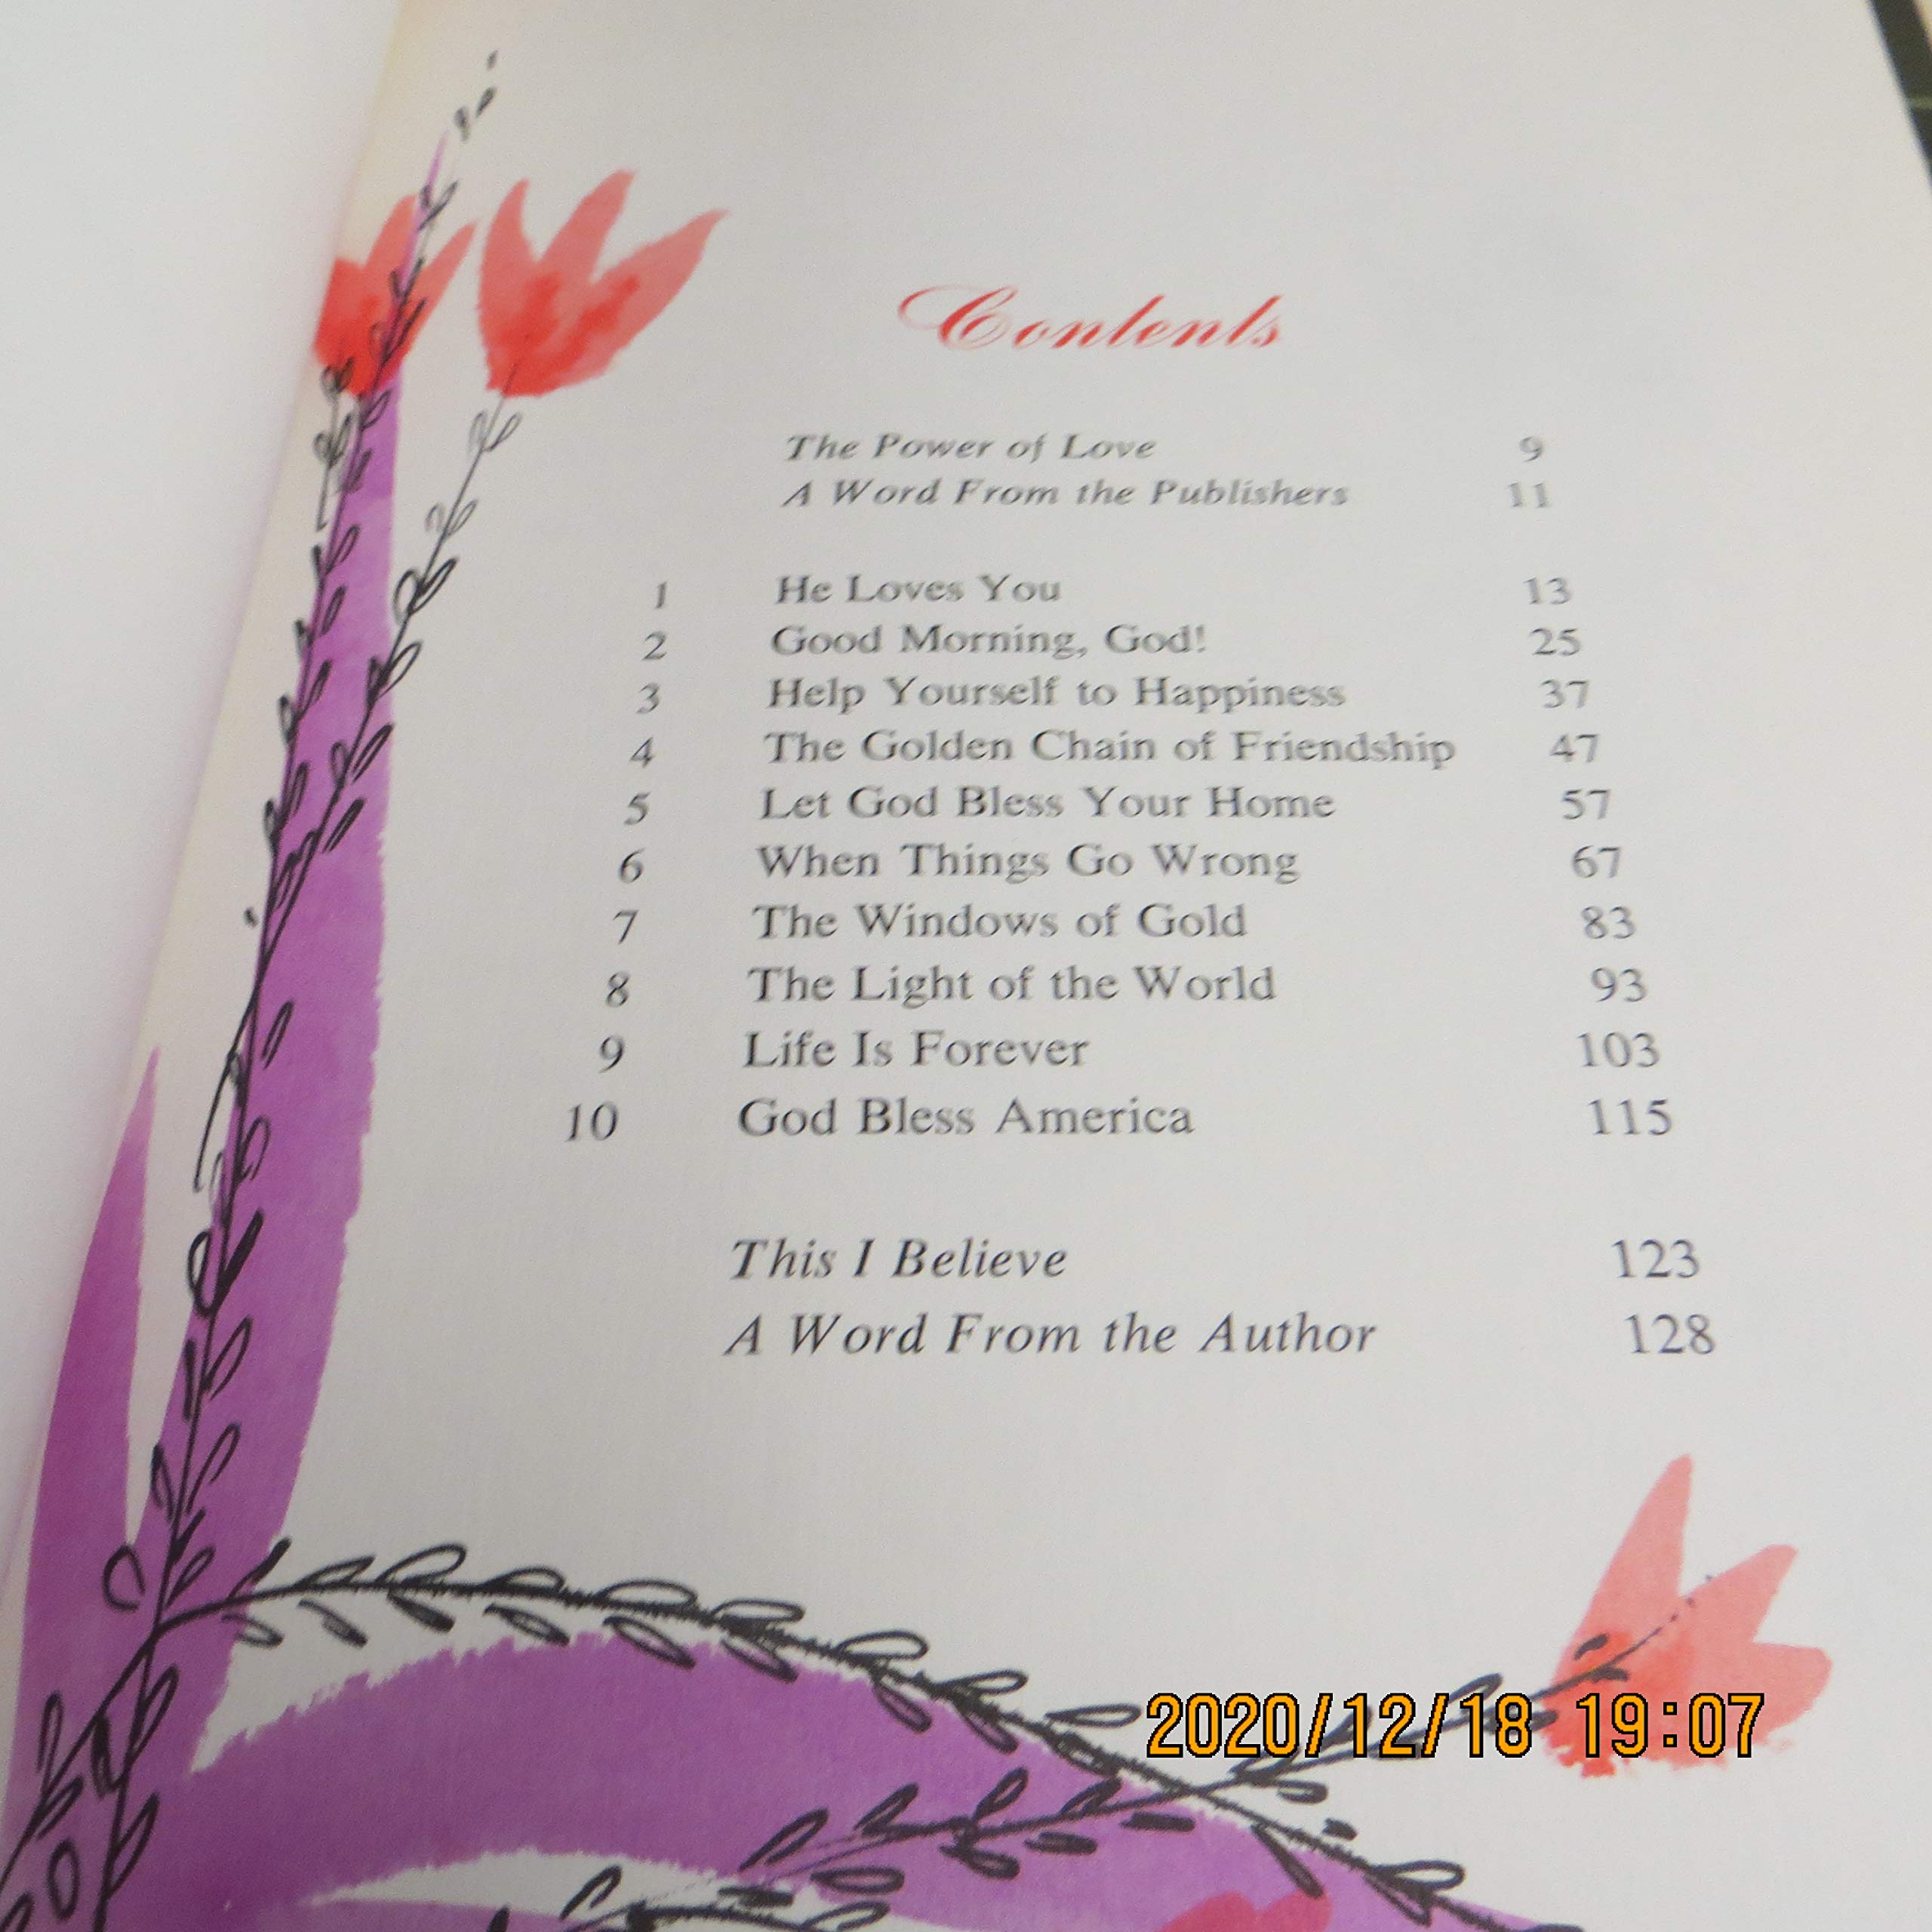 Contents
The Power of Love 9
A Word From the Publishers 11
1 He Loves You 13
2 Good Morning, God! 25
3 Help Yourself to Happiness 37
4 The Golden Chain of Friendship 47
5 Let God Bless Your Home 57
6 When Things Go Wrong 67
7 The Windows of Gold 83
8 The Light of the World 93
9 Life Is Forever 103
10 God Bless America 115
This I Believe 123
A Word From the Author 128
2020/12/18 19:07